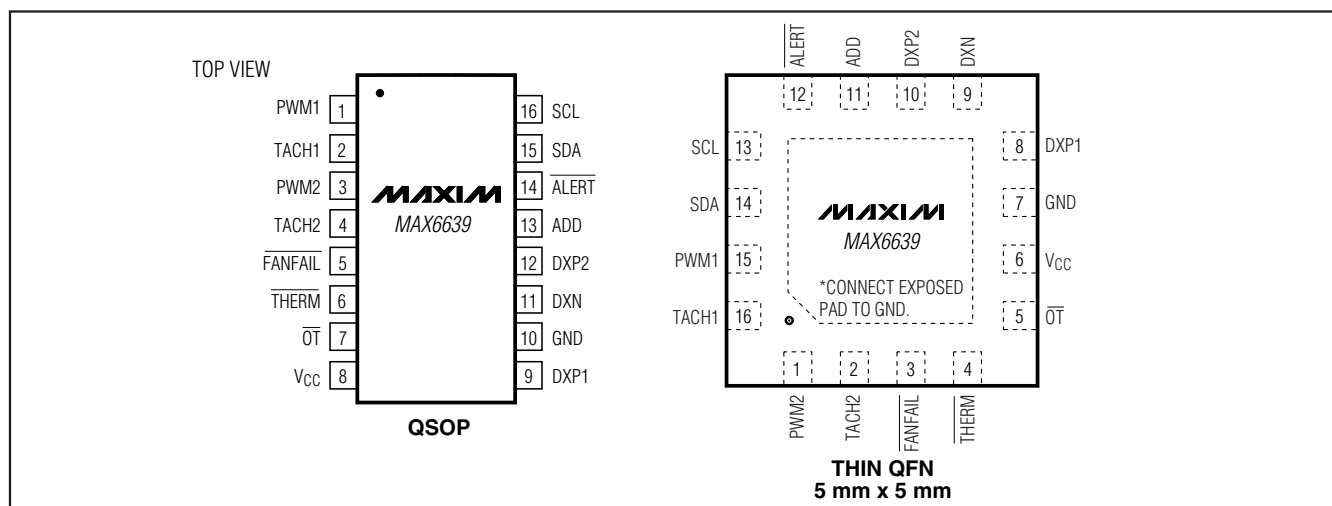 TOP VIEW
PWM1 1
TACH1 2
PWM2 3
TACH2 4
FANFAIL 5
THERM 6
OT 7
VCC 8
16 SCL
15 SDA
14 ALERT
13 ADD
12 DXP2
11 DXN
10 GND
9 DXP1
MAXIM
MAX6639
QSOP
ALERT ADD DXP2 DXN
12 11 10 9
SCL 13
SDA 14
PWM1 15
TACH1 16
8 DXP1
7 GND
6 VCC
5 OT
MAXIM
MAX6639
*CONNECT EXPOSED
PAD TO GND.
1 2 3 4
PWM2 TACH2 FANFAIL THERM
THIN QFN
5 mm x 5 mm